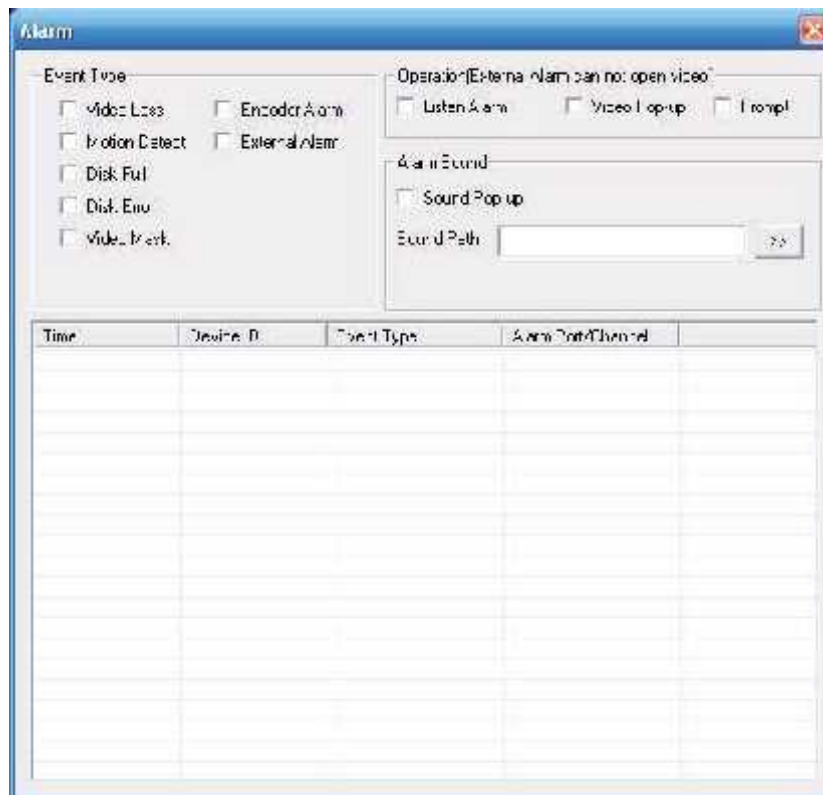 Alarm
Event Type
Video Loss
Encoder Alarm
Motion Detect
External Alarm
Disk Full
Disk Error
Video Mask
Operation(External Alarm can not open video)
Listen Alarm
Video Pop-up
Prompt
Alarm Sound
Sound Pop up
Sound Path
>>
Time Device ID Event Type Alarm Port/Channel